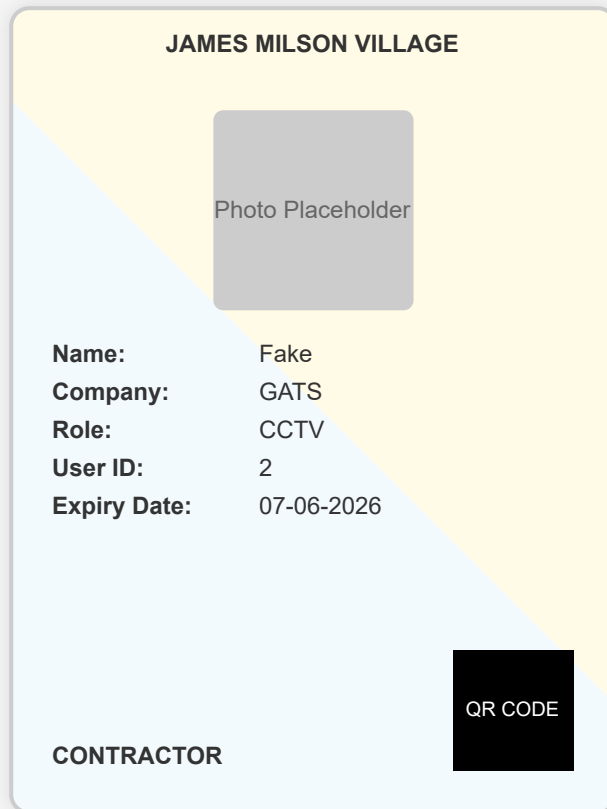 JAMES MILSON VILLAGE
Photo Placeholder
Name: Fake
Company: GATS
Role: CCTV
User ID: 2
Expiry Date: 07-06-2026
QR CODE
CONTRACTOR